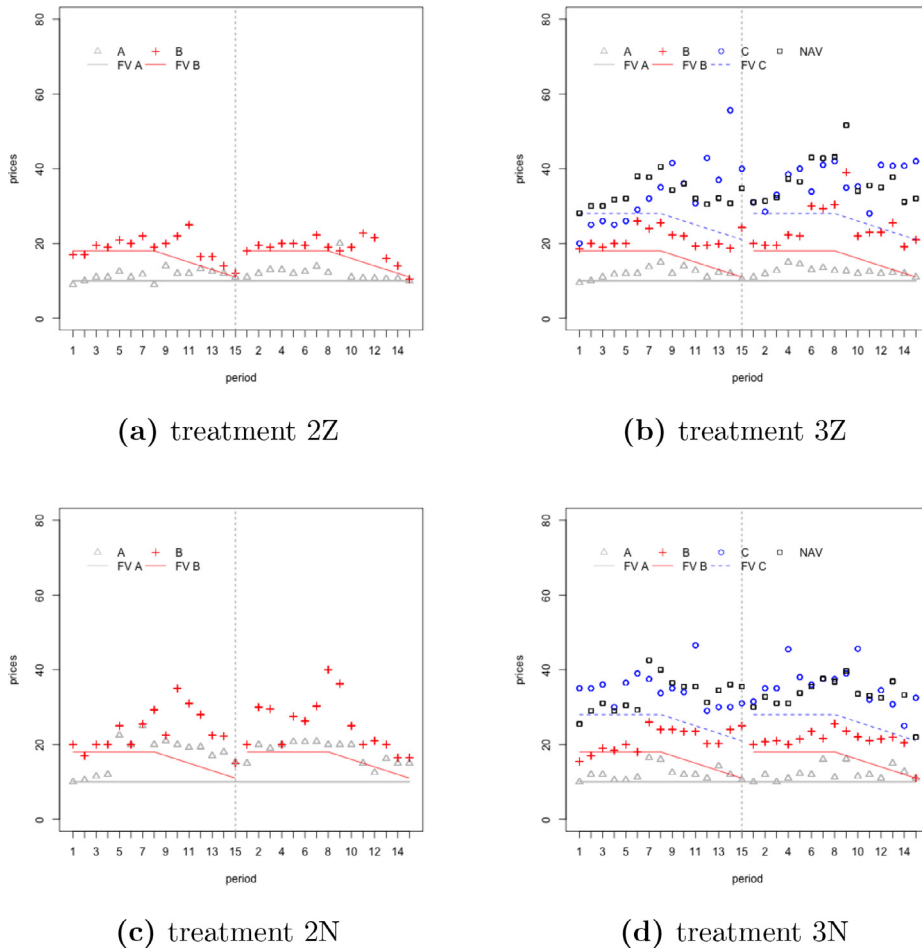 80
60
40
20
0
prices
A B
FV A FV B
1 3 5 7 9 11 13 15 2 4 6 8 10 12 14
period
(a) treatment 2Z
80
60
40
20
0
prices
A B C NAV
FV A FV B FV C
1 3 5 7 9 11 13 15 2 4 6 8 10 12 14
period
(b) treatment 3Z
80
60
40
20
0
prices
A B
FV A FV B
1 3 5 7 9 11 13 15 2 4 6 8 10 12 14
period
(c) treatment 2N
80
60
40
20
0
prices
A B C NAV
FV A FV B FV C
1 3 5 7 9 11 13 15 2 4 6 8 10 12 14
period
(d) treatment 3N